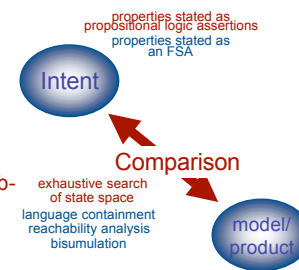 properties stated as
propositional logic assertions
properties stated as
an FSA
Intent
Comparison
b-
exhaustive search
of state space
language containment
reachability analysis
bisumulation
model/
product